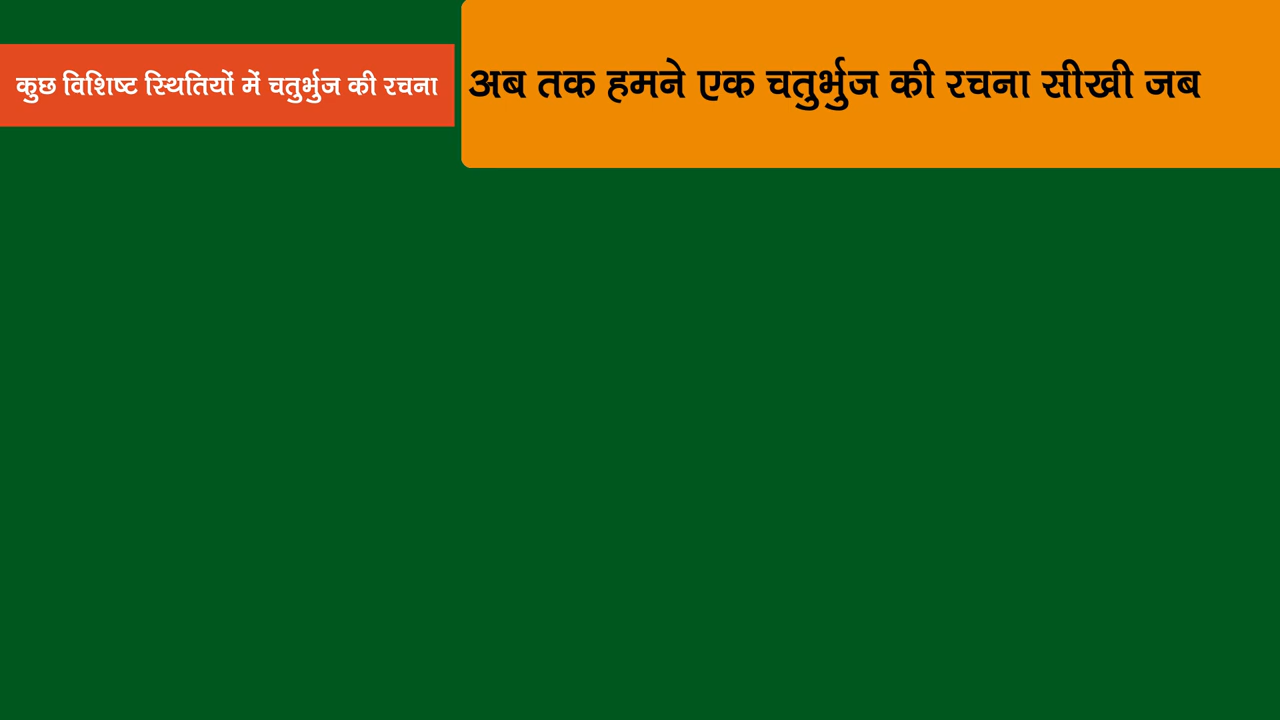 कुछ विशिष्ट स्थितियों में चतुर्भुज की रचना
अब तक हमने एक चतुर्भुज की रचना सीखी जब